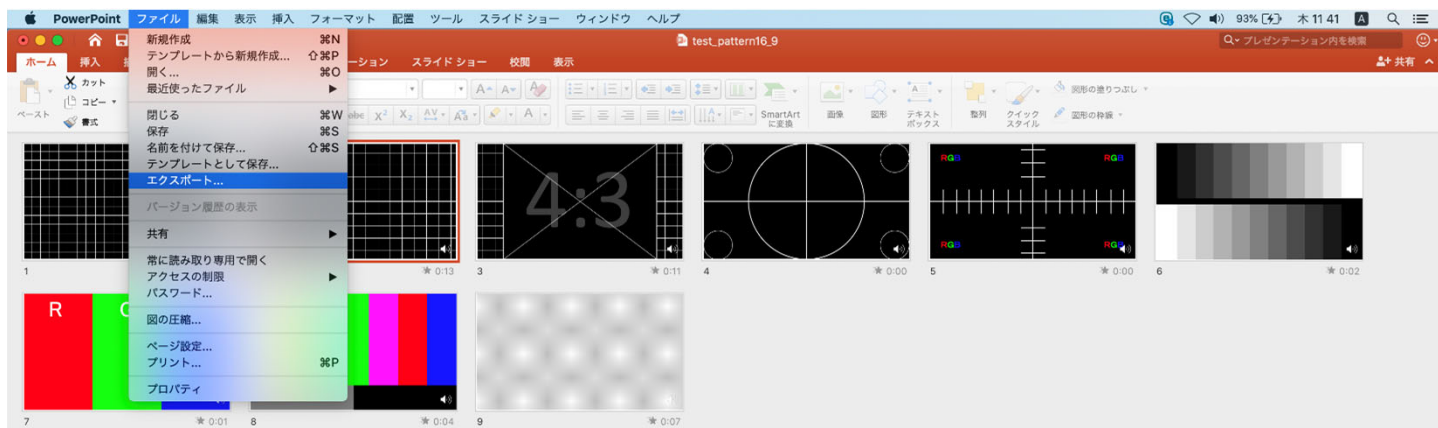 PowerPoint ファイル 編集 表示 挿入 フォーマット 配置 ツール スライド ショー ウィンドウ ヘルプ 93% 木 11 41 A
test_pattern16_9
プレゼンテーション内を検索
ホーム 挿入 ーション スライド ショー 校閲 表示 共有
ペースト
カット
コピー
書式
abc X² X₂ AV Aa A
A A
SmartArt
に変換
画像 図形
テキスト
ボックス
整列
クイック
スタイル
図形の塗りつぶし
図形の枠線
新規作成 ⌘N
テンプレートから新規作成... ⇧⌘P
開く... ⌘O
最近使ったファイル ▶
閉じる ⌘W
保存 ⌘S
名前を付けて保存... ⇧⌘S
テンプレートとして保存...
エクスポート...
バージョン履歴の表示
共有 ▶
常に読み取り専用で開く
アクセスの制限 ▶
パスワード...
図の圧縮...
ページ設定...
プリント... ⌘P
プロパティ
4:3
RGB RGB
RGB RGB
1 0:13 3 0:11 4 0:00 5 0:00 6 0:02
R
7 0:01 8 0:04 9 0:07